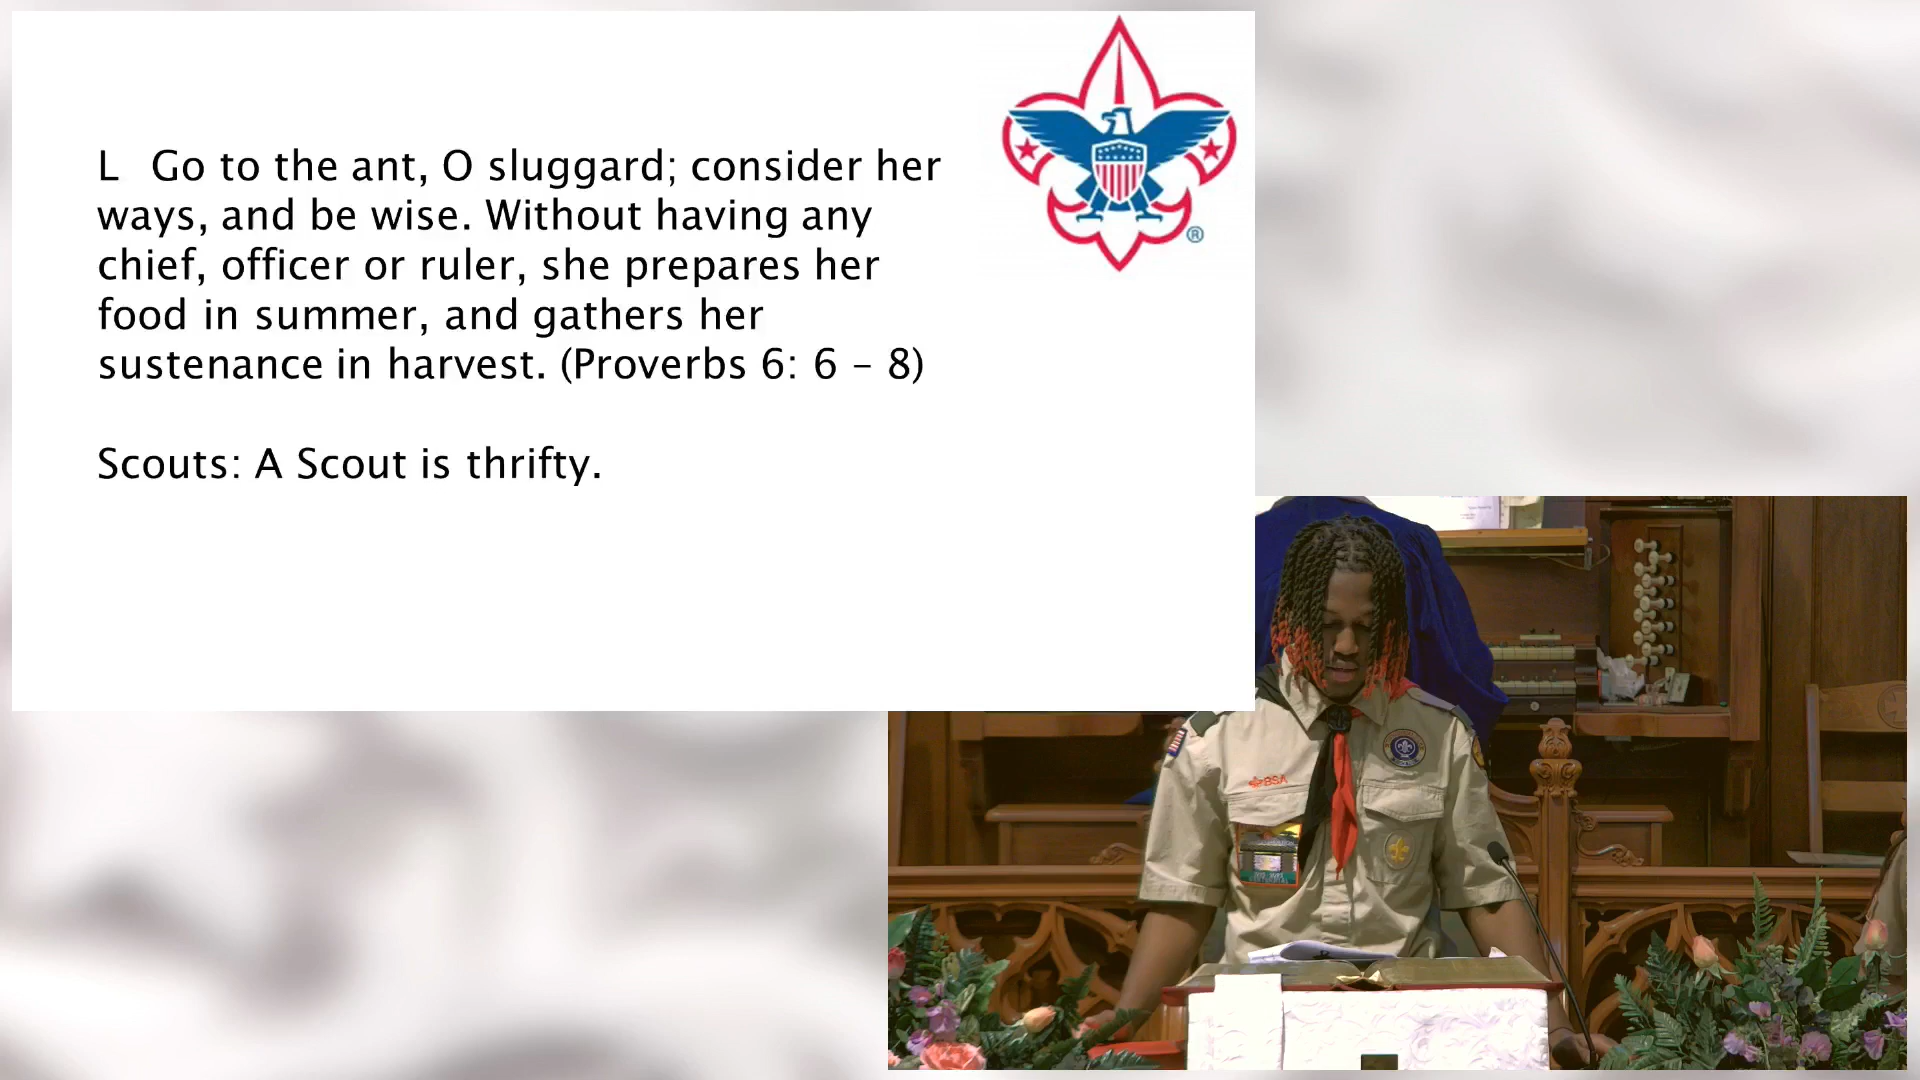 L Go to the ant, O sluggard; consider her
ways, and be wise. Without having any
chief, officer or ruler, she prepares her
food in summer, and gathers her
sustenance in harvest. (Proverbs 6: 6 – 8)
Scouts: A Scout is thrifty.
®
BSA